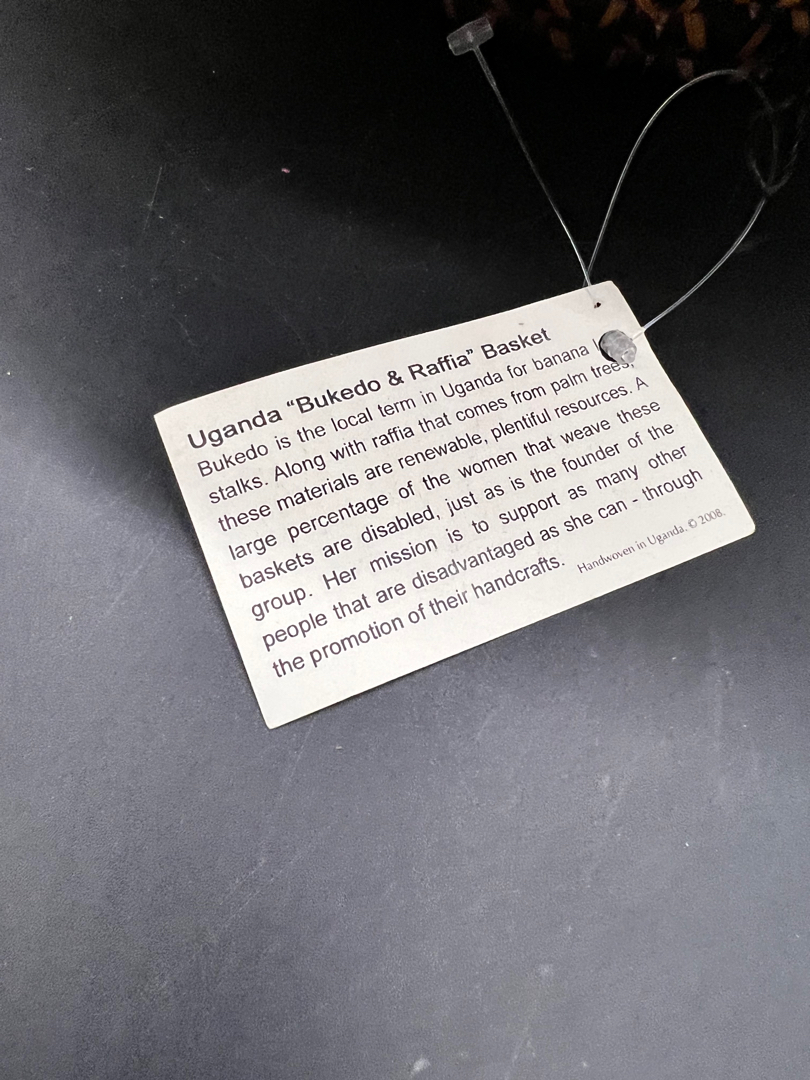 Uganda “Bukedo & Raffia” Basket
Bukedo is the local term in Uganda for banana
stalks. Along with raffia that comes from palm trees,
these materials are renewable, plentiful resources. A
large percentage of the women that weave these
baskets are disabled, just as is the founder of the
group. Her mission is to support as many other
people that are disadvantaged as she can - through
the promotion of their handcrafts.
Handwoven in Uganda. © 2008.